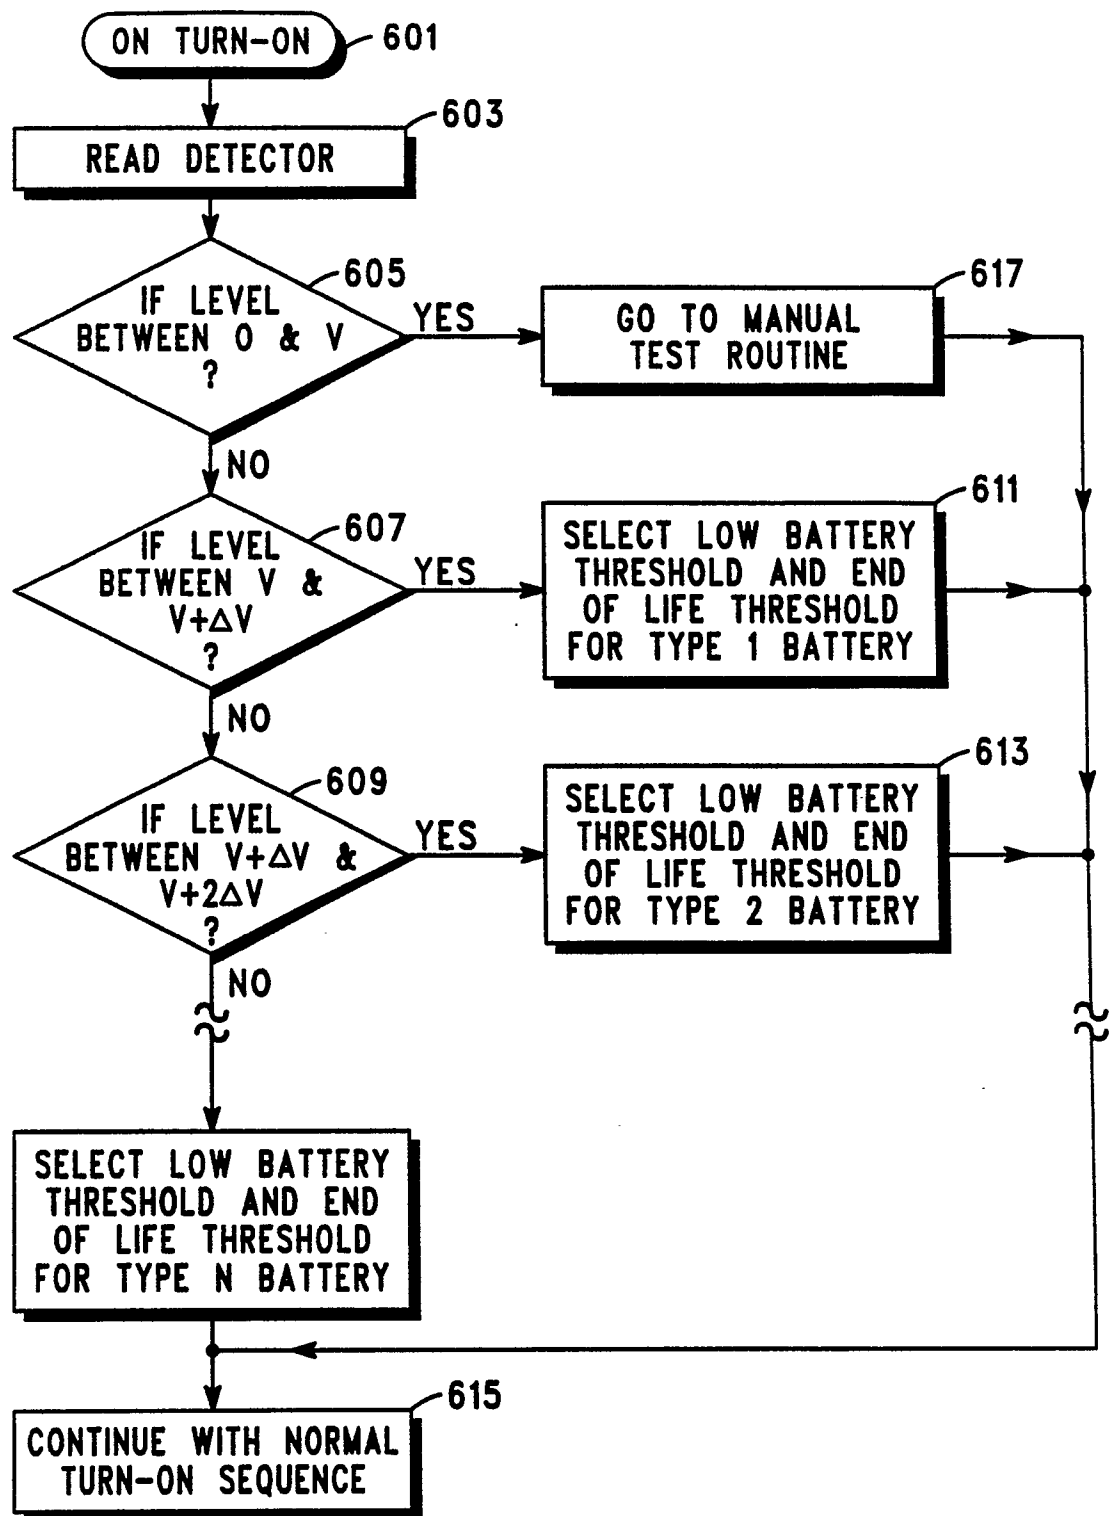 ON TURN-ON
601
603
READ DETECTOR
605
IF LEVEL
BETWEEN 0 & V
?
YES
617
GO TO MANUAL
TEST ROUTINE
NO
607
IF LEVEL
BETWEEN V &
V+ΔV
?
YES
611
SELECT LOW BATTERY
THRESHOLD AND END
OF LIFE THRESHOLD
FOR TYPE 1 BATTERY
NO
609
IF LEVEL
BETWEEN V+ΔV &
V+2ΔV
?
YES
613
SELECT LOW BATTERY
THRESHOLD AND END
OF LIFE THRESHOLD
FOR TYPE 2 BATTERY
NO
SELECT LOW BATTERY
THRESHOLD AND END
OF LIFE THRESHOLD
FOR TYPE N BATTERY
615
CONTINUE WITH NORMAL
TURN-ON SEQUENCE